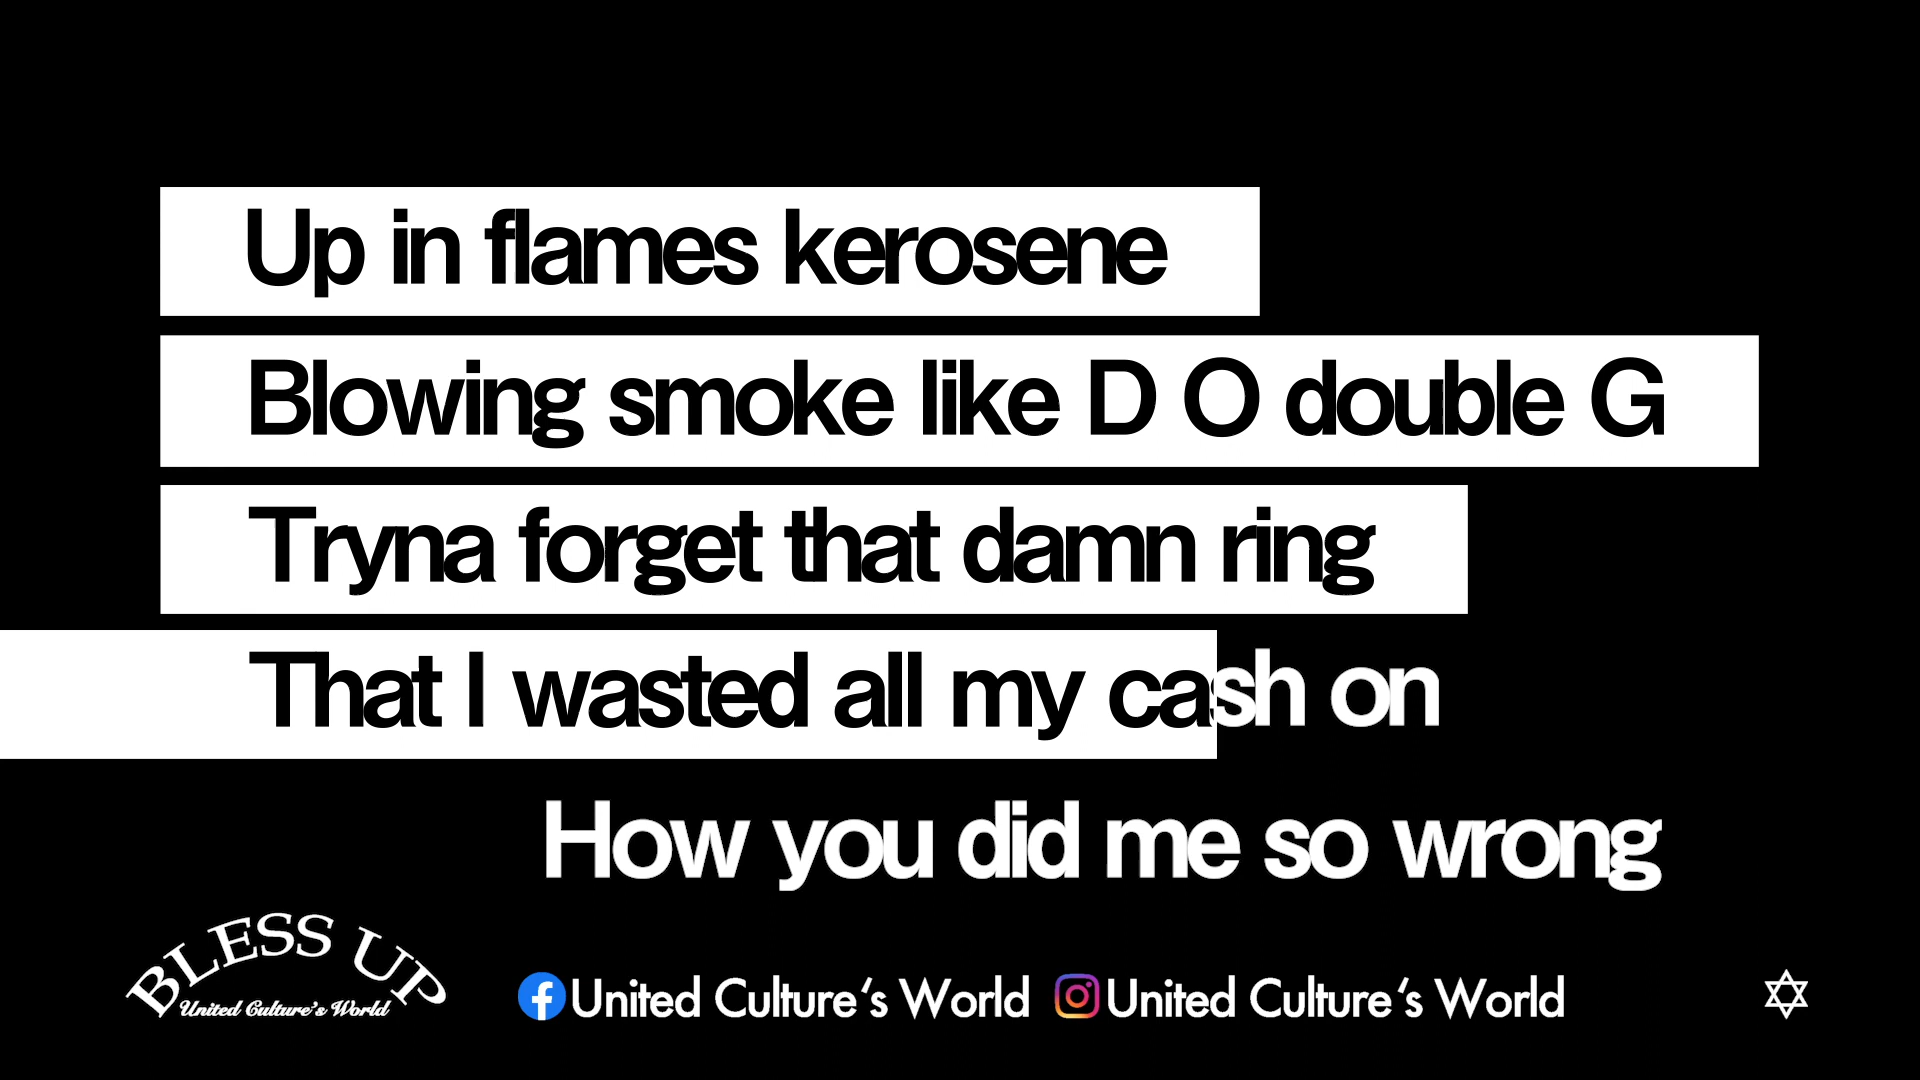 Up in flames kerosene
Blowing smoke like D O double G
Tryna forget that damn ring
That I wasted all my cash on
How you did me so wrong
BLESS UP
United Culture's World
United Culture‘s World
United Culture‘s World